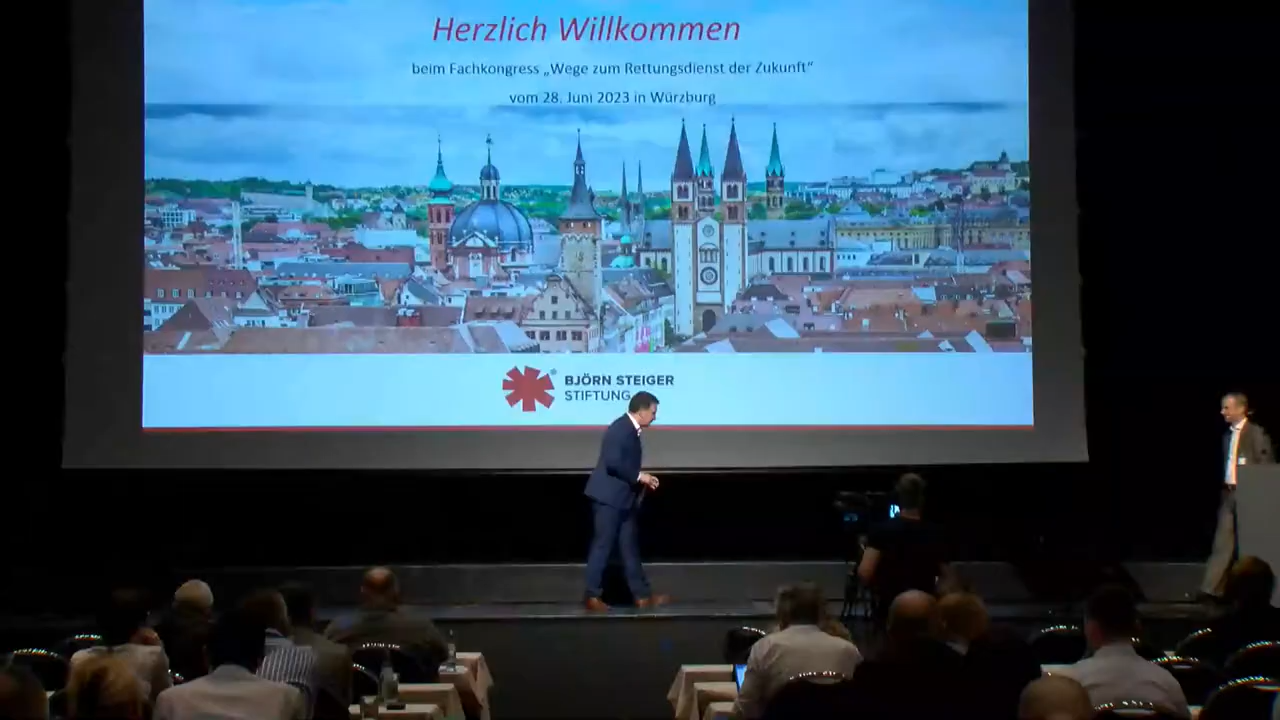 Herzlich Willkommen
beim Fachkongress „Wege zum Rettungsdienst der Zukunft“
vom 28. Juni 2023 in Würzburg
BJÖRN STEIGER
STIFTUNG